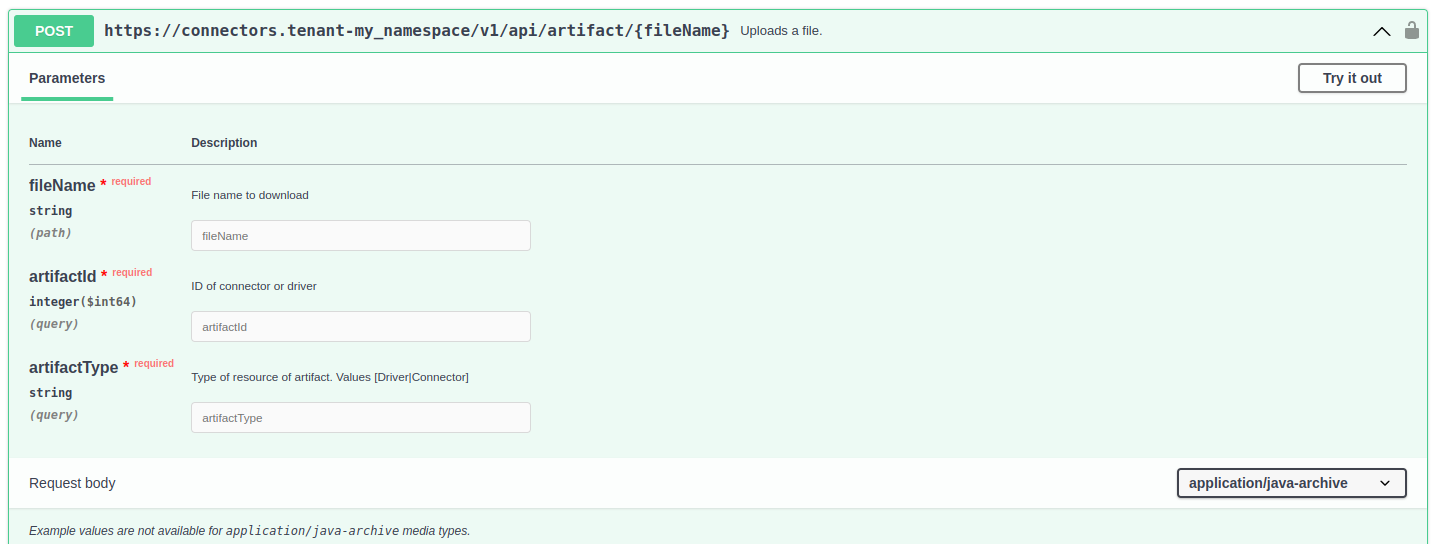 POST https://connectors.tenant-my_namespace/v1/api/artifact/{fileName} Uploads a file.
Parameters Try it out
Name Description
fileName * required
File name to download
string
(path)
fileName
artifactId * required
ID of connector or driver
integer($int64)
(query)
artifactId
artifactType * required
Type of resource of artifact. Values [Driver|Connector]
string
(query)
artifactType
Request body application/java-archive
Example values are not available for application/java-archive media types.